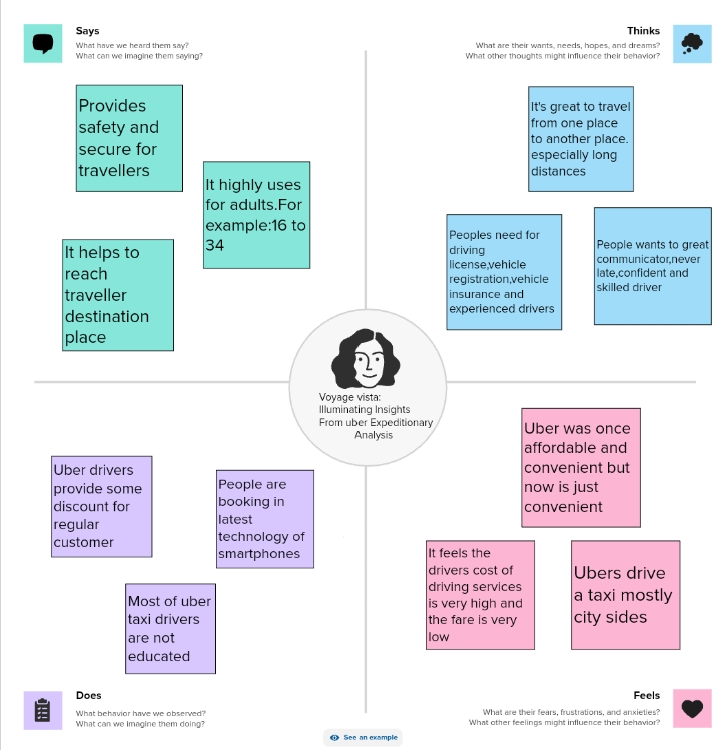 Says
What have we heard them say?
What can we imagine them saying?
Thinks
What are their wants, needs, hopes, and dreams?
What other thoughts might influence their behavior?
Provides
safety and
secure for
travellers
It highly uses
for adults.For
example:16 to
34
It helps to
reach
traveller
destination
place
It's great to travel
from one place
to another place.
especially long
distances
Peoples need for
driving
license,vehicle
registration,vehicle
insurance and
experienced drivers
People wants to great
communicator,never
late,confident and
skilled driver
Voyage vista:
Illuminating Insights
From uber Expeditionary
Analysis
Uber drivers
provide some
discount for
regular
customer
People are
booking in
latest
technology of
smartphones
Most of uber
taxi drivers
are not
educated
Uber was once
affordable and
convenient but
now is just
convenient
It feels the
drivers cost of
driving services
is very high and
the fare is very
low
Ubers drive
a taxi mostly
city sides
Does
What behavior have we observed?
What can we imagine them doing?
Feels
What are their fears, frustrations, and anxieties?
What other feelings might influence their behavior?
See an example